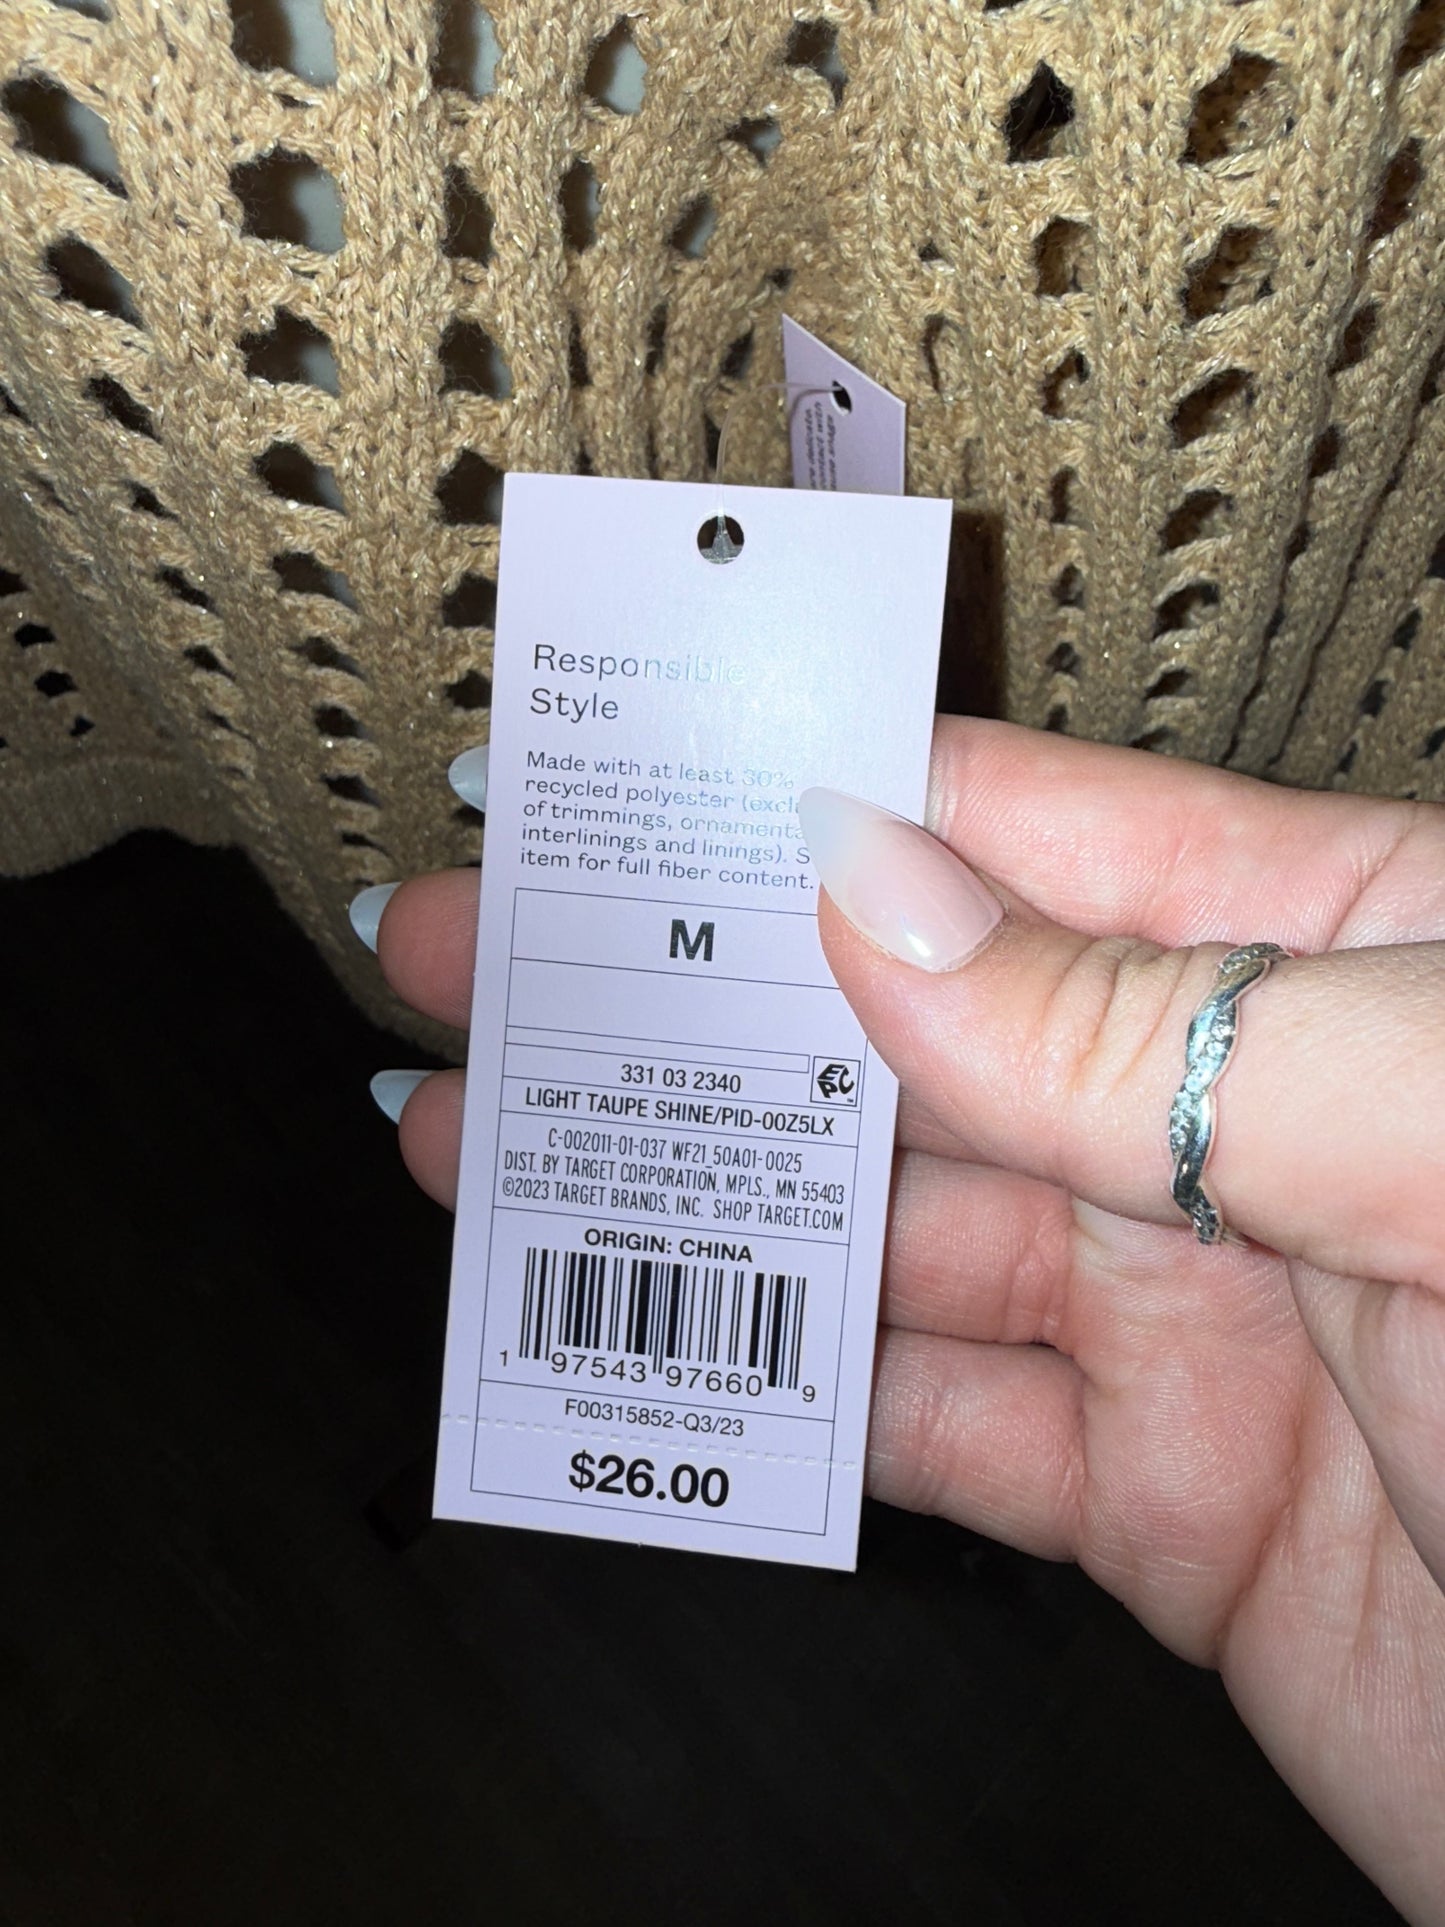 Responsible
Style
Made with at least 30%
recycled polyester (excl
of trimmings, ornamenta
interlinings and linings). S
item for full fiber content.
M
331 03 2340
EPC™
LIGHT TAUPE SHINE/PID-00Z5LX
C-002011-01-037 WF21_50A01-0025
DIST. BY TARGET CORPORATION, MPLS., MN 55403
©2023 TARGET BRANDS, INC. SHOP TARGET.COM
ORIGIN: CHINA
1 97543 97660 9
F00315852-Q3/23
$26.00